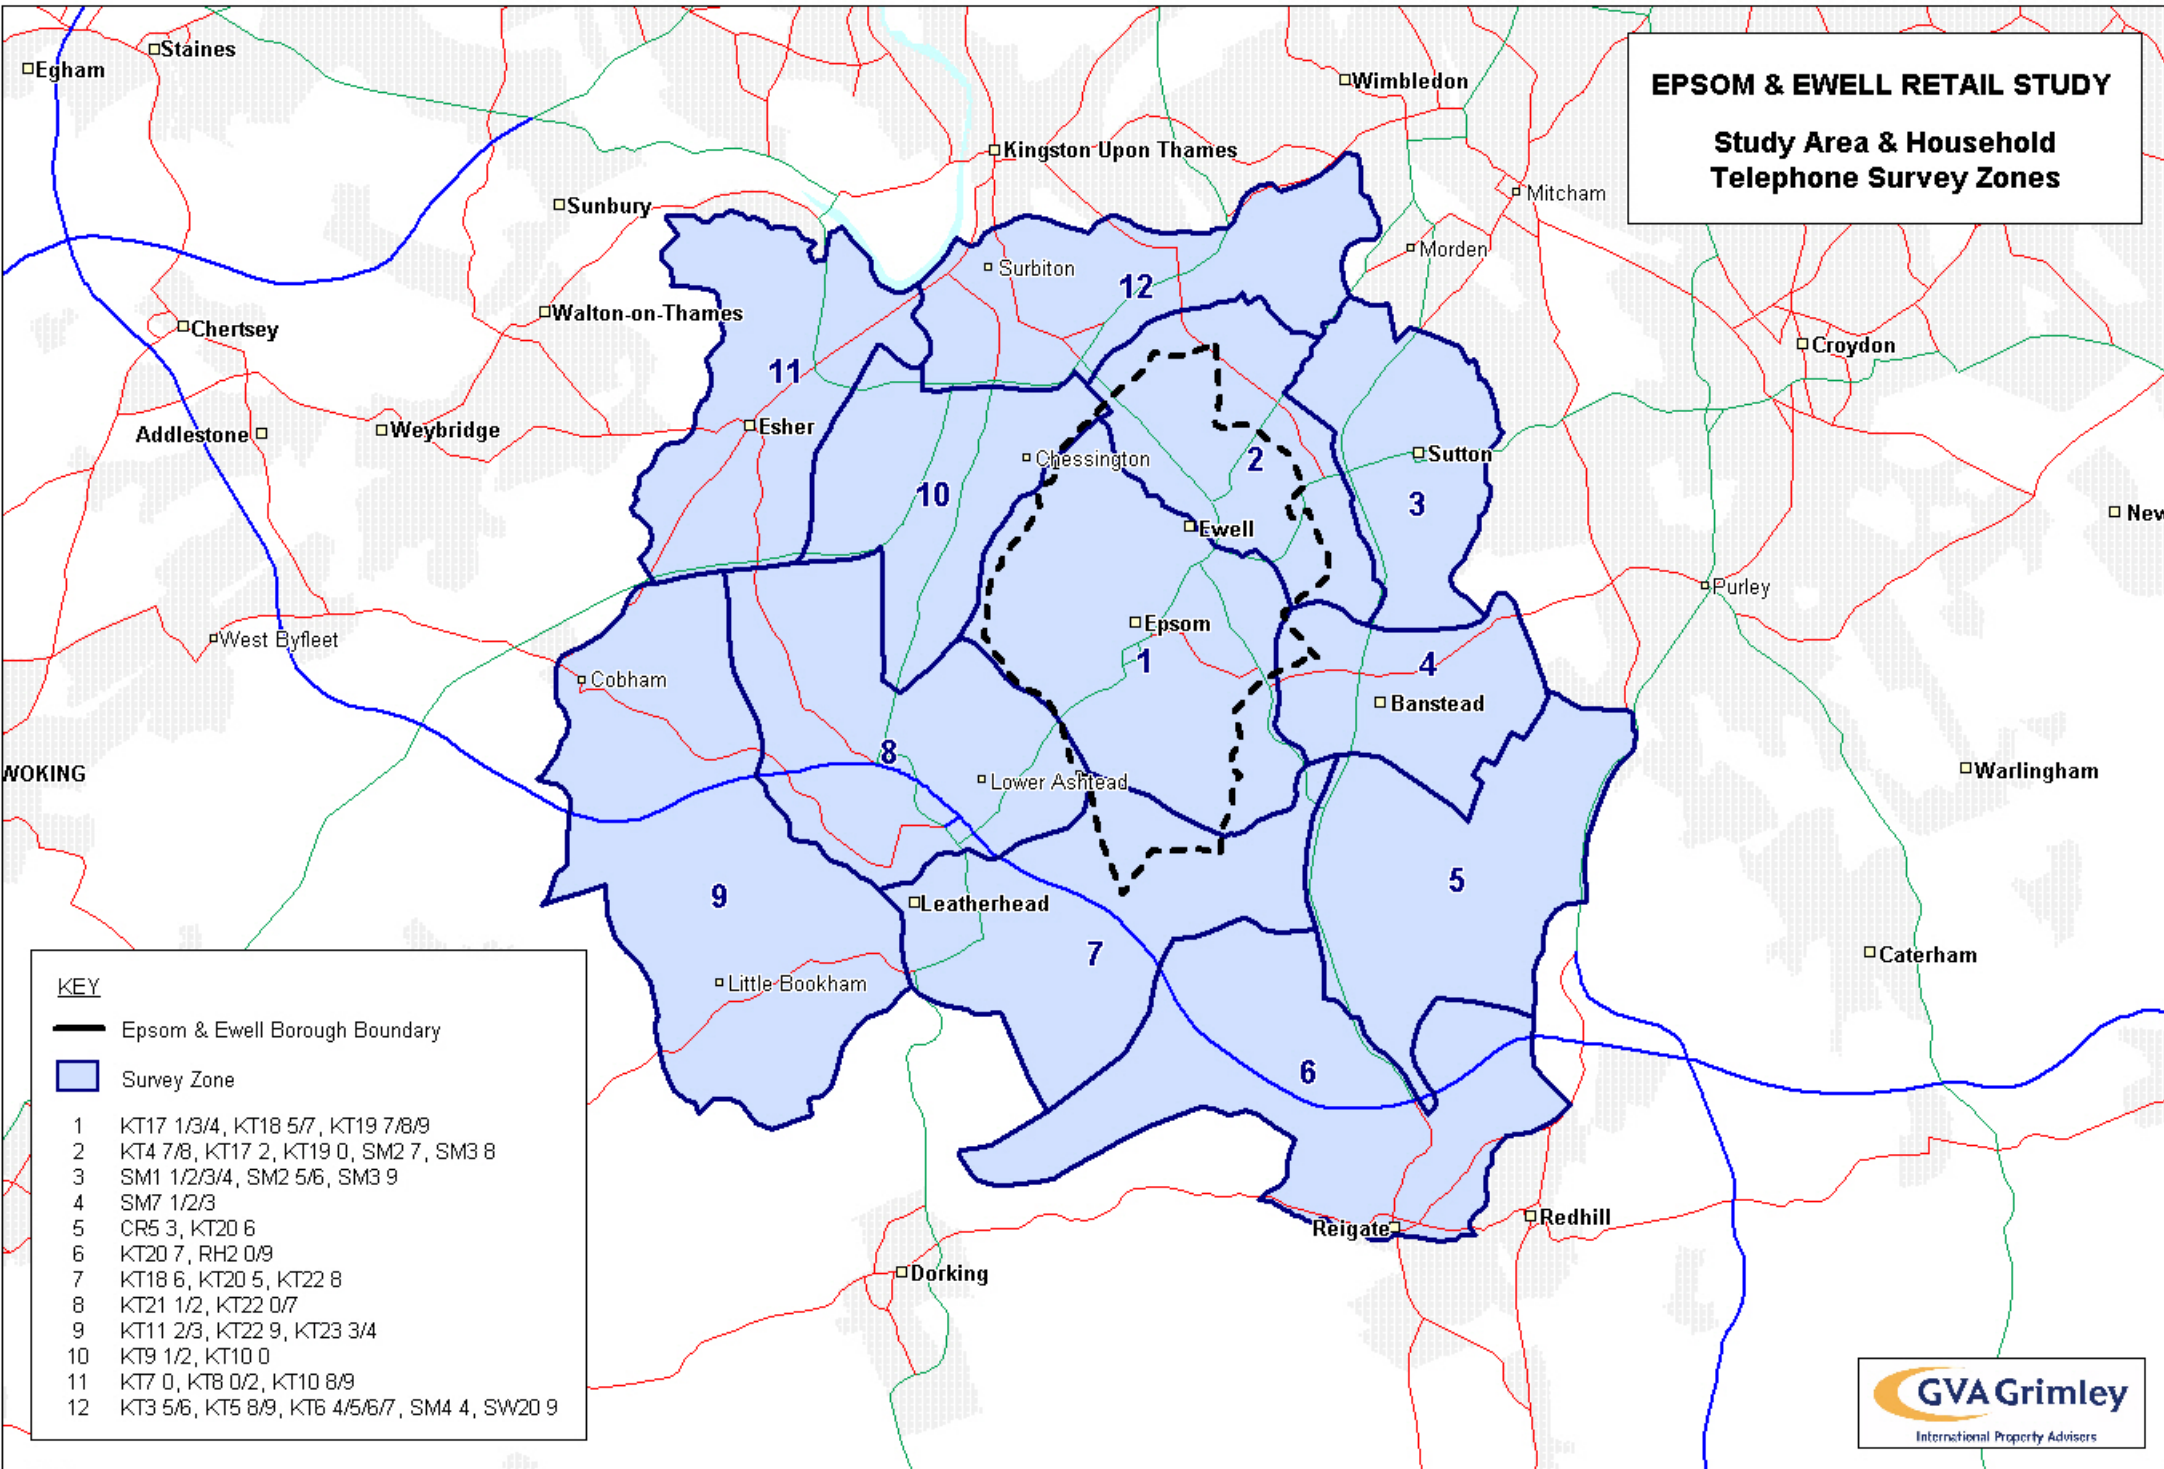 EPSOM & EWELL RETAIL STUDY
Study Area & Household
Telephone Survey Zones
Staines
Egham
Wimbledon
Kingston Upon Thames
Mitcham
Sunbury
Morden
Surbiton
12
Walton-on-Thames
Chertsey
Croydon
11
Esher
Addlestone
Weybridge
Chessington
2
Sutton
10
3
New
Ewell
Purley
Epsom
West Byfleet
1
4
Cobham
Banstead
8
WOKING
Lower Ashtead
Warlingham
5
9
Leatherhead
7
Caterham
Little Bookham
6
Reigate
Redhill
Dorking
KEY
Epsom & Ewell Borough Boundary
Survey Zone
1 KT17 1/3/4, KT18 5/7, KT19 7/8/9
2 KT4 7/8, KT17 2, KT19 0, SM2 7, SM3 8
3 SM1 1/2/3/4, SM2 5/6, SM3 9
4 SM7 1/2/3
5 CR5 3, KT20 6
6 KT20 7, RH2 0/9
7 KT18 6, KT20 5, KT22 8
8 KT21 1/2, KT22 0/7
9 KT11 2/3, KT22 9, KT23 3/4
10 KT9 1/2, KT10 0
11 KT7 0, KT8 0/2, KT10 8/9
12 KT3 5/6, KT5 8/9, KT6 4/5/6/7, SM4 4, SW20 9
GVA Grimley
International Property Advisers